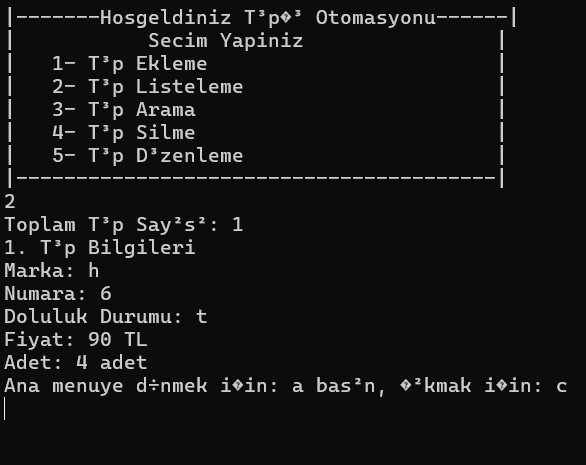 |-------Hosgeldiniz T³p�³ Otomasyonu------|
| Secim Yapiniz |
| 1- T³p Ekleme |
| 2- T³p Listeleme |
| 3- T³p Arama |
| 4- T³p Silme |
| 5- T³p D³zenleme |
|----------------------------------------|
2
Toplam T³p Say²s²: 1
1. T³p Bilgileri
Marka: h
Numara: 6
Doluluk Durumu: t
Fiyat: 90 TL
Adet: 4 adet
Ana menuye d÷nmek i�in: a bas²n, �²kmak i�in: c